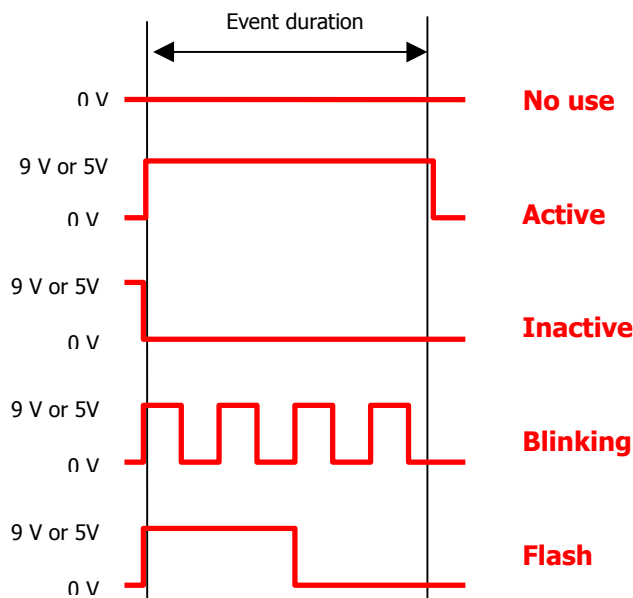 Event duration
0 V
No use
9 V or 5V
0 V
Active
9 V or 5V
0 V
Inactive
9 V or 5V
0 V
Blinking
9 V or 5V
0 V
Flash